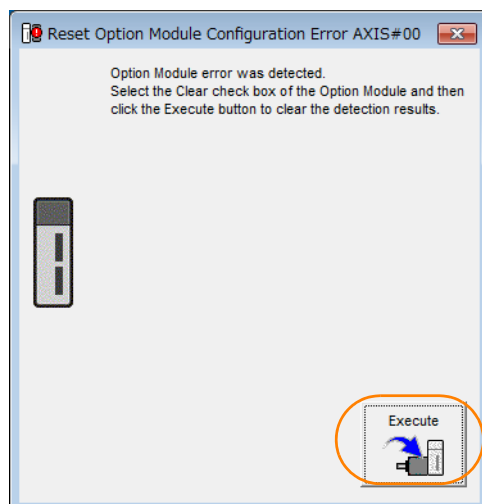 Reset Option Module Configuration Error AXIS#00
Option Module error was detected.
Select the Clear check box of the Option Module and then
click the Execute button to clear the detection results.
Execute